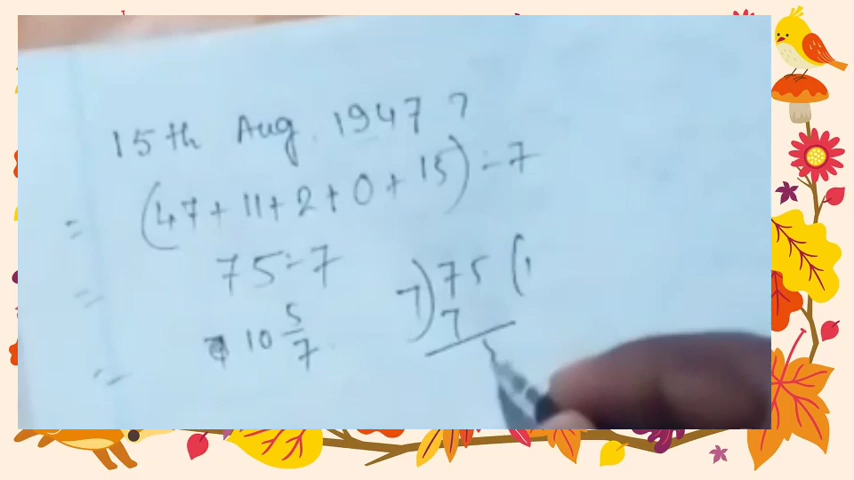 15th Aug. 1947 ?
= (47 + 11 + 2 + 0 + 15) ÷ 7
= 75 ÷ 7
= 10 5/7
7) 75 (1
7